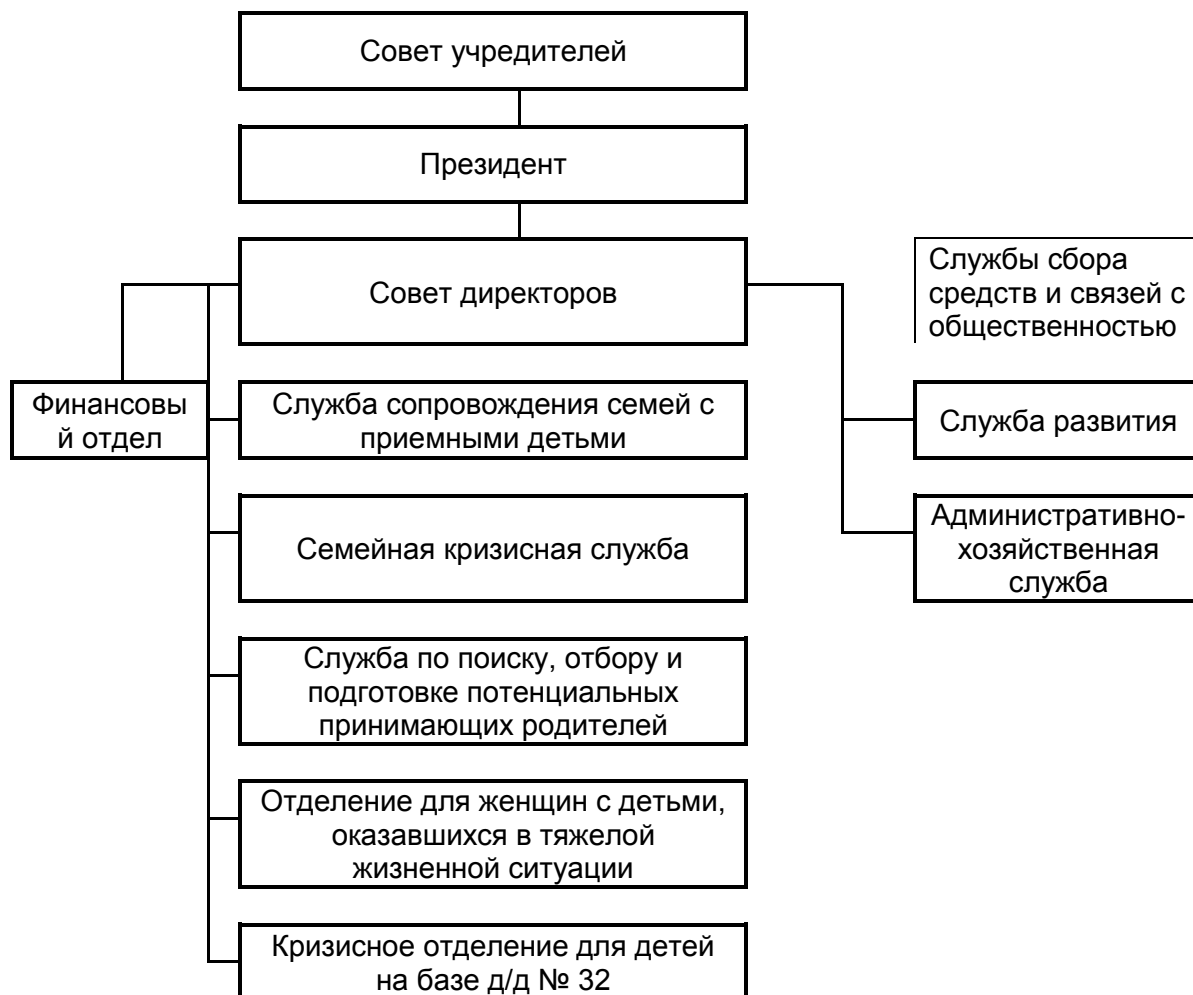 Совет учредителей
Президент
Совет директоров
Службы сбора
средств и связей с
общественностью
Финансовы
й отдел
Служба сопровождения семей с
приемными детьми
Служба развития
Семейная кризисная служба
Административно-
хозяйственная
служба
Служба по поиску, отбору и
подготовке потенциальных
принимающих родителей
Отделение для женщин с детьми,
оказавшихся в тяжелой
жизненной ситуации
Кризисное отделение для детей
на базе д/д № 32